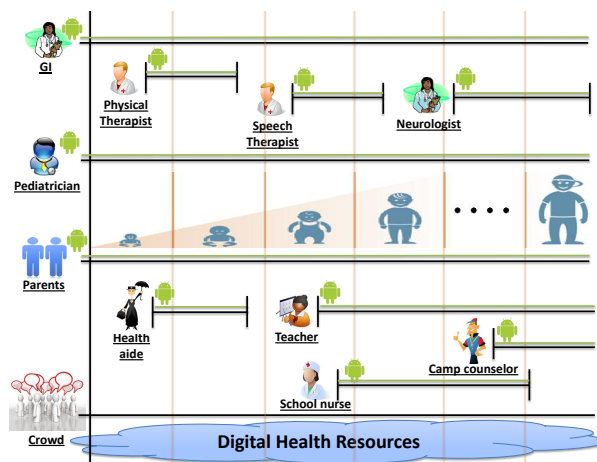 GI
Physical
Therapist
Speech
Therapist
Neurologist
Pediatrician
Parents
Health
aide
Teacher
Camp counselor
School nurse
Crowd
Digital Health Resources